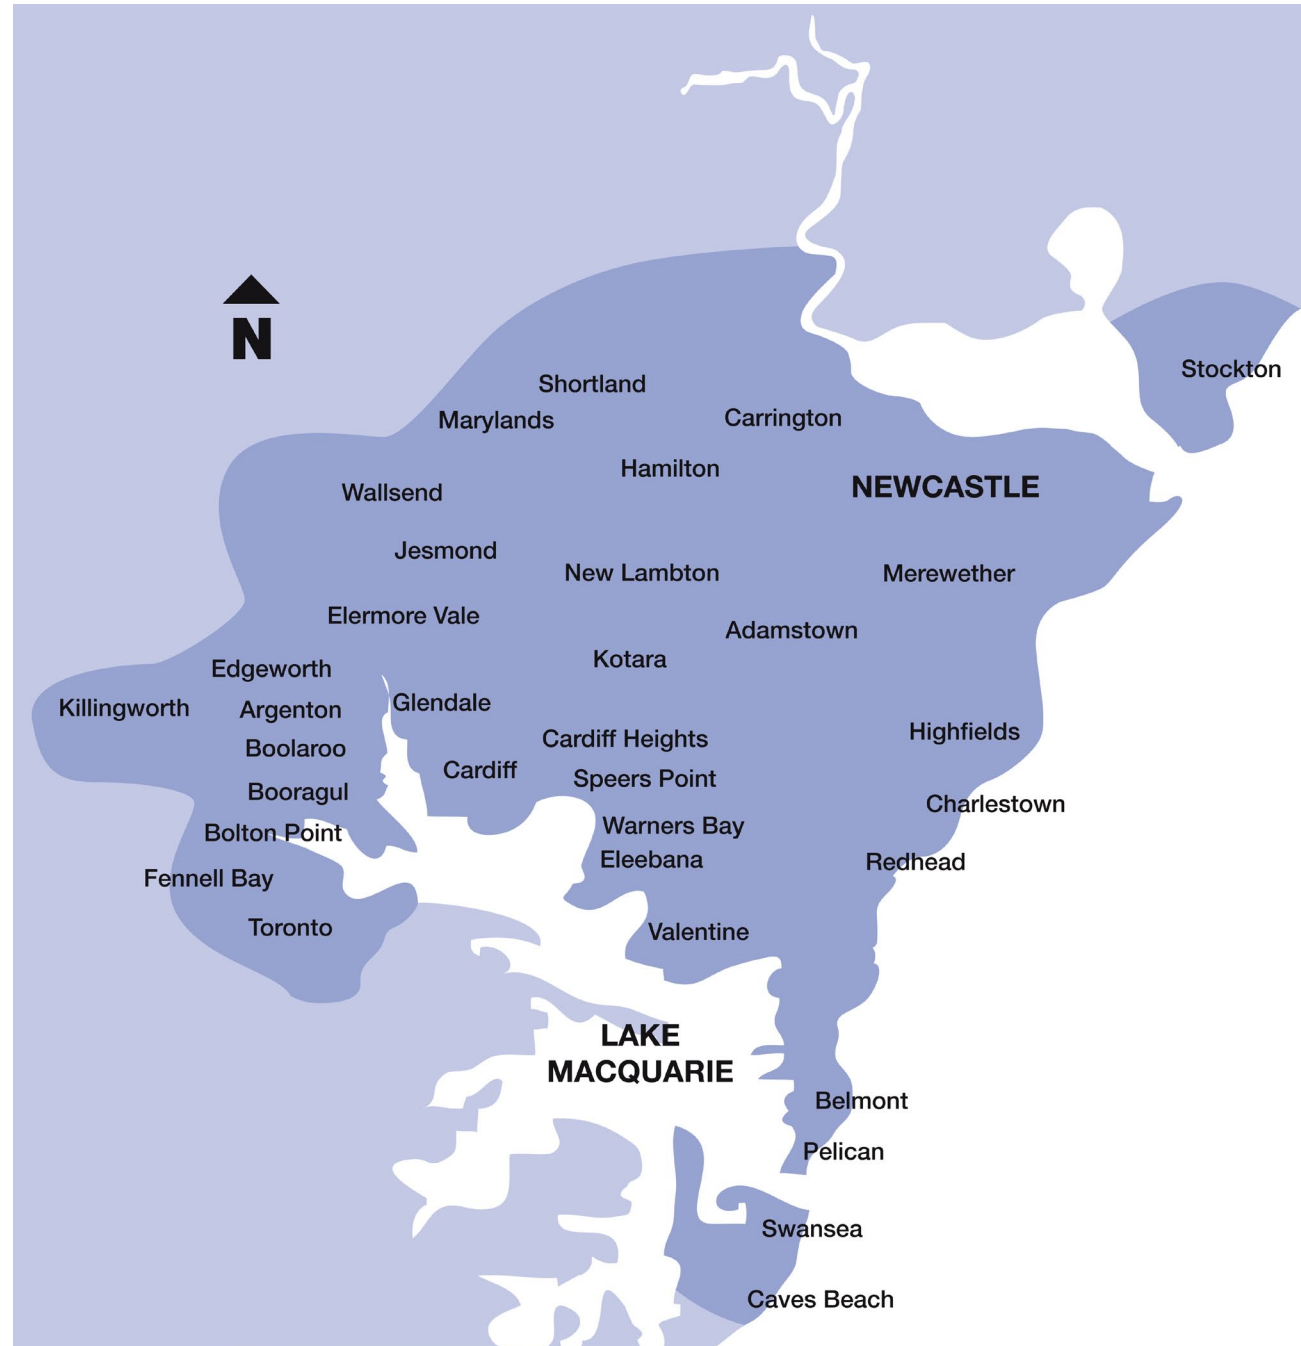 N
Stockton
Shortland
Marylands
Carrington
Hamilton
NEWCASTLE
Wallsend
Jesmond
New Lambton
Merewether
Elermore Vale
Adamstown
Kotara
Edgeworth
Killingworth
Argenton
Glendale
Highfields
Boolaroo
Cardiff Heights
Cardiff
Speers Point
Booragul
Charlestown
Warners Bay
Bolton Point
Eleebana
Redhead
Fennell Bay
Toronto
Valentine
LAKE
MACQUARIE
Belmont
Pelican
Swansea
Caves Beach